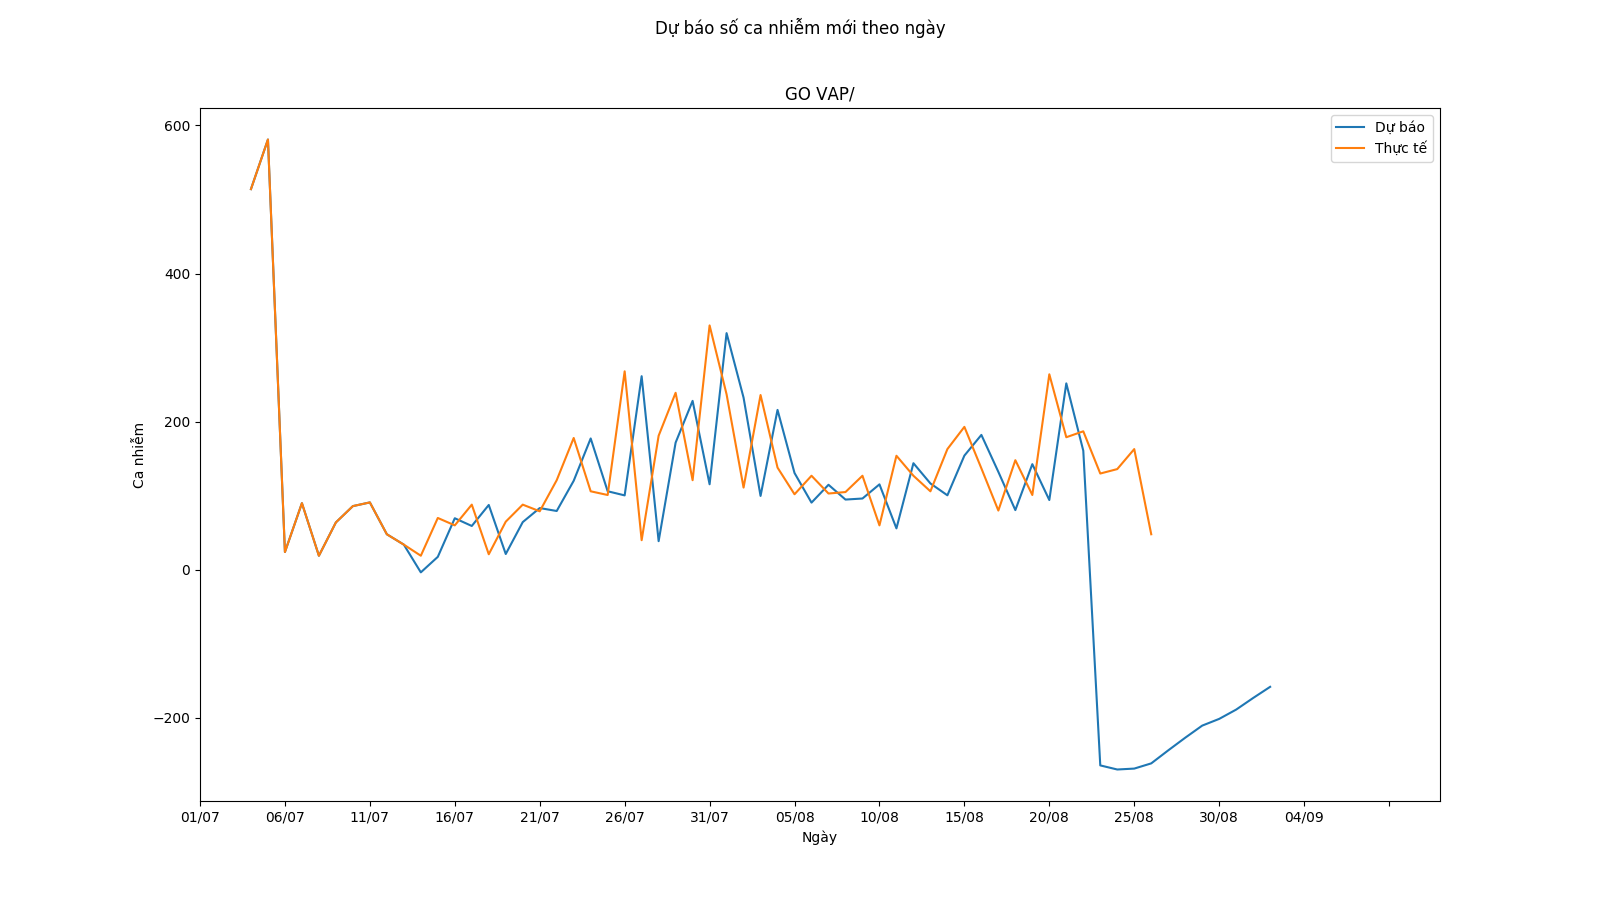 Dự báo số ca nhiễm mới theo ngày
GO VAP/
Dự báo
Thực tế
600
400
200
0
−200
Ca nhiễm
01/07 06/07 11/07 16/07 21/07 26/07 31/07 05/08 10/08 15/08 20/08 25/08 30/08 04/09
Ngày